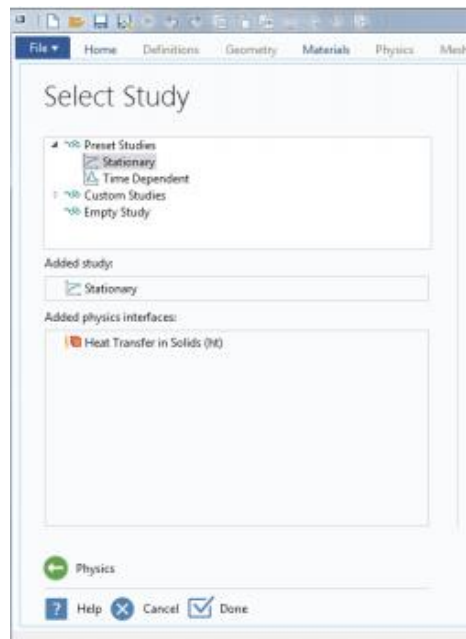 File Home Definitions Geometry Materials Physics Mesh
Select Study
Preset Studies
Stationary
Time Dependent
Custom Studies
Empty Study
Added study:
Stationary
Added physics interfaces:
Heat Transfer in Solids (ht)
Physics
? Help Cancel Done